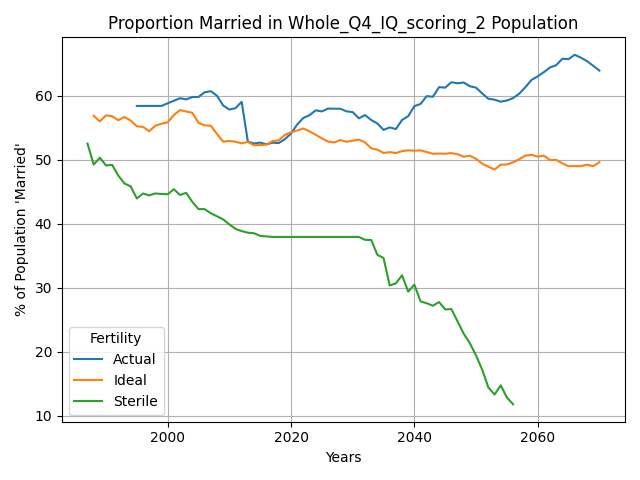 Proportion Married in Whole_Q4_IQ_scoring_2 Population
% of Population 'Married'
60
50
40
30
20
10
Fertility
Actual
Ideal
Sterile
2000
2020
2040
2060
Years